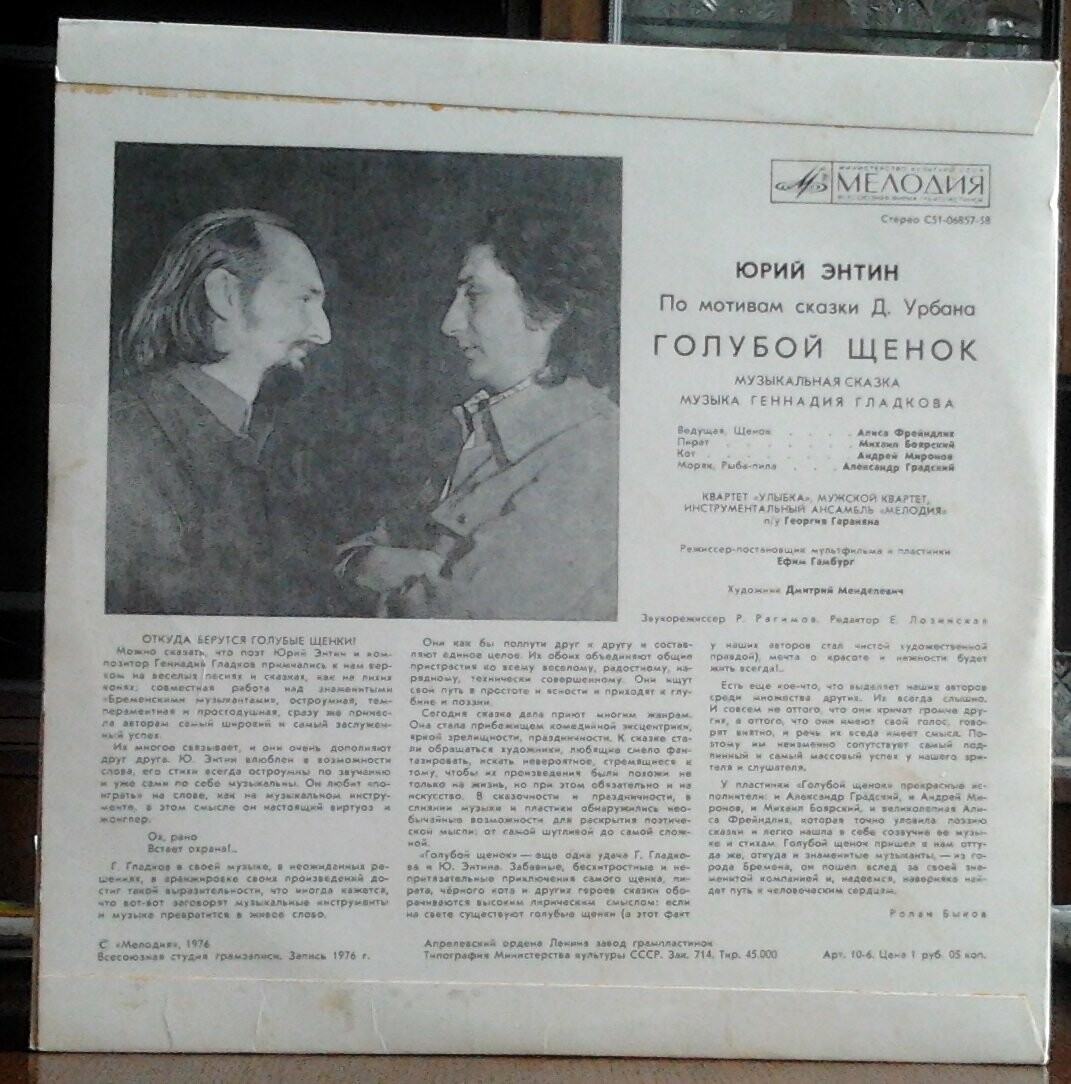 МИНИСТЕРСТВО КУЛЬТУРЫ СССР
МЕЛОДИЯ
ВСЕСОЮЗНАЯ ФИРМА ГРАМПЛАСТИНОК
Стерео С51-06857-58
ЮРИЙ ЭНТИН
По мотивам сказки Д. Урбана
ГОЛУБОЙ ЩЕНОК
МУЗЫКАЛЬНАЯ СКАЗКА
МУЗЫКА ГЕННАДИЯ ГЛАДКОВА
Ведущая, Щенок . . . . Алиса Фрейндлих
Пират . . . . . . . Михаил Боярский
Кот . . . . . . . . Андрей Миронов
Моряк, Рыба-пила . . . Александр Градский
КВАРТЕТ «УЛЫБКА», МУЖСКОЙ КВАРТЕТ,
ИНСТРУМЕНТАЛЬНЫЙ АНСАМБЛЬ «МЕЛОДИЯ»
п/у Георгия Гараняна
Режиссер-постановщик мультфильма и пластинки
Ефим Гамбург
Художник Дмитрий Менделевич
Звукорежиссер Р. Рагимов. Редактор Е. Лозинская
ОТКУДА БЕРУТСЯ ГОЛУБЫЕ ЩЕНКИ!
Можно сказать, что поэт Юрий Энтин и ком-
позитор Геннадий Гладков примчались к нам вер-
хом на веселых песнях и сказках, как на лихих
конях: совместная работа над знаменитыми
«Бременскими музыкантами», остроумная, тем-
пераментная и простодушная, сразу же принес-
ла авторам самый широкий и самый заслужен-
ный успех.
Их многое связывает, и они очень дополняют
друг друга. Ю. Энтин влюблен в возможности
слова, его стихи всегда остроумны по звучанию
и уже сами по себе музыкальны. Он любит «по-
играть» на слове, как на музыкальном инстру-
менте, в этом смысле он настоящий виртуоз и
жонглер.
Ох, рано
Встает охрана!..
Г. Гладков в своей музыке, в неожиданных ре-
шениях, в аранжировке своих произведений до-
стиг такой выразительности, что иногда кажется,
что вот-вот заговорят музыкальные инструменты
и музыка превратится в живое слово.
Они как бы ползути друг к другу и состав-
ляют единое целое. Их обоих объединяют общие
пристрастия ко всему веселому, радостному, на-
рядному, технически совершенному. Они ищут
свой путь в простоте и ясности и приходят к глу-
бине и поэзии.
Сегодня сказка дала приют многим жанрам.
Она стала прибежищем комедийной эксцентрики,
яркой зрелищности, праздничности. К сказке ста-
ли обращаться художники, любящие смело фан-
тазировать, искать невероятное, стремящиеся к
тому, чтобы их произведения были похожи не
только на жизнь, но при этом обязательно и на
искусство. В сказочности и праздничности, в
слиянии музыки и пластики обнаружились необ-
бычайные возможности для раскрытия поэтиче-
ской мысли: от самой шутливой до самой слож-
ной.
«Голубой щенок» — еще одна удача Г. Гладко-
ва и Ю. Энтина. Забавные, бесхитростные и не-
притязательные приключения самого щенка, пи-
рата, чёрного кота и других героев сказки обо-
рачиваются высоким лирическим смыслом: если
на свете существуют голубые щенки (а этот факт
у наших авторов стал чистой художественной
правдой), мечта о красоте и нежности будет
жить всегда!..
Есть еще кое-что, что выделяет наших авторов
среди множества других. Их всегда слышно.
И совсем не оттого, что они кричат громче дру-
гих, а оттого, что они имеют свой голос, гово-
рят внятно, и речь их всегда имеет смысл. По-
этому им неизменно сопутствует самый под-
линный и самый массовый успех у нашего зри-
теля и слушателя.
У пластинки «Голубой щенок» прекрасные ис-
полнители: и Александр Градский, и Андрей Ми-
ронов, и Михаил Боярский, и великолепная Али-
са Фрейндлих, которая точно уловила поэзию
сказки и легко нашла в себе созвучие ее музы-
ке и стихам. Голубой щенок пришел к нам отту-
да же, откуда и знаменитые музыканты, — из го-
рода Бремена, он пошел вслед за своей зна-
менитой компанией и, надеемся, наверняка най-
дет путь к человеческим сердцам.
Ролан Быков
С «Мелодия», 1976
Всесоюзная студия грамзаписи. Запись 1976 г.
Апрелевский ордена Ленина завод грампластинок
Типография Министерства культуры СССР. Зак. 714. Тир. 45.000
Арт. 10-6. Цена 1 руб. 05 коп.